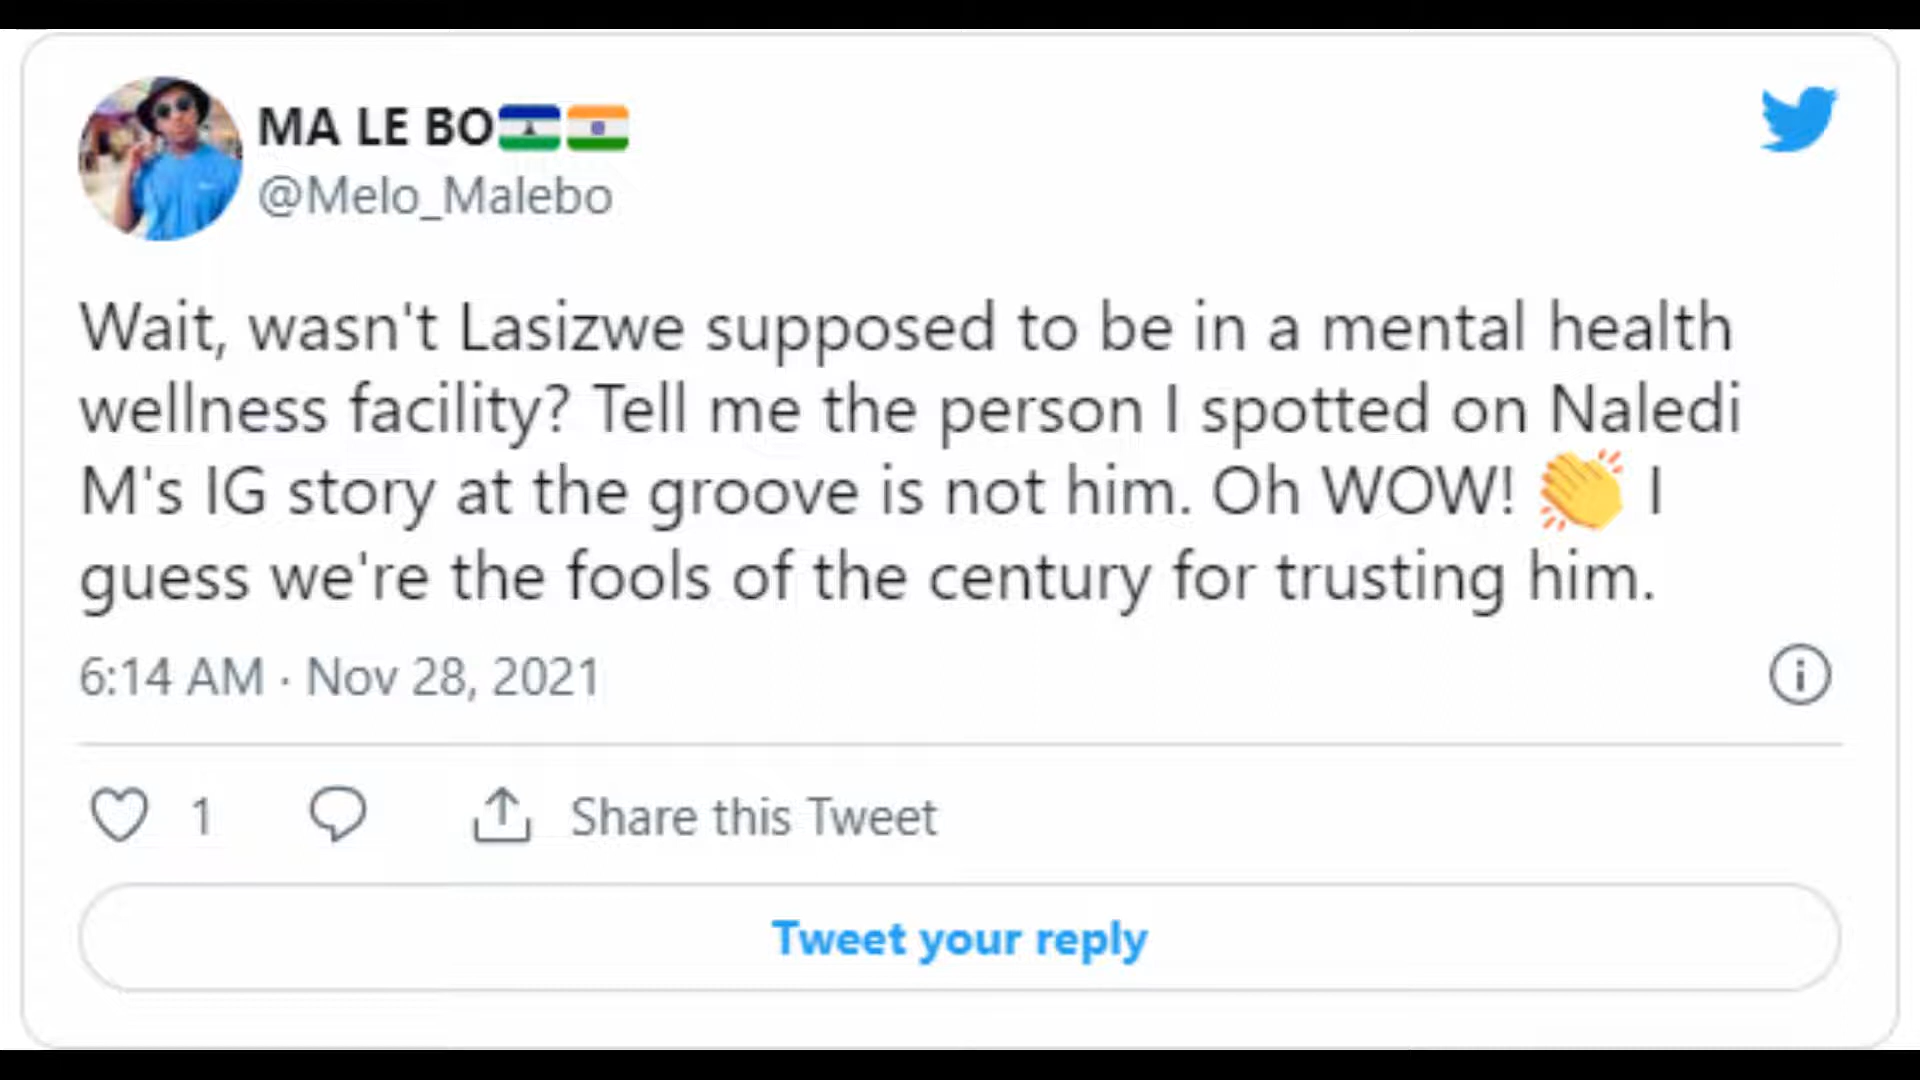 MA LE BO🇱🇸🇮🇳
@Melo_Malebo
Wait, wasn't Lasizwe supposed to be in a mental health
wellness facility? Tell me the person I spotted on Naledi
M's IG story at the groove is not him. Oh WOW! 👏 I
guess we're the fools of the century for trusting him.
6:14 AM · Nov 28, 2021
1
Share this Tweet
Tweet your reply